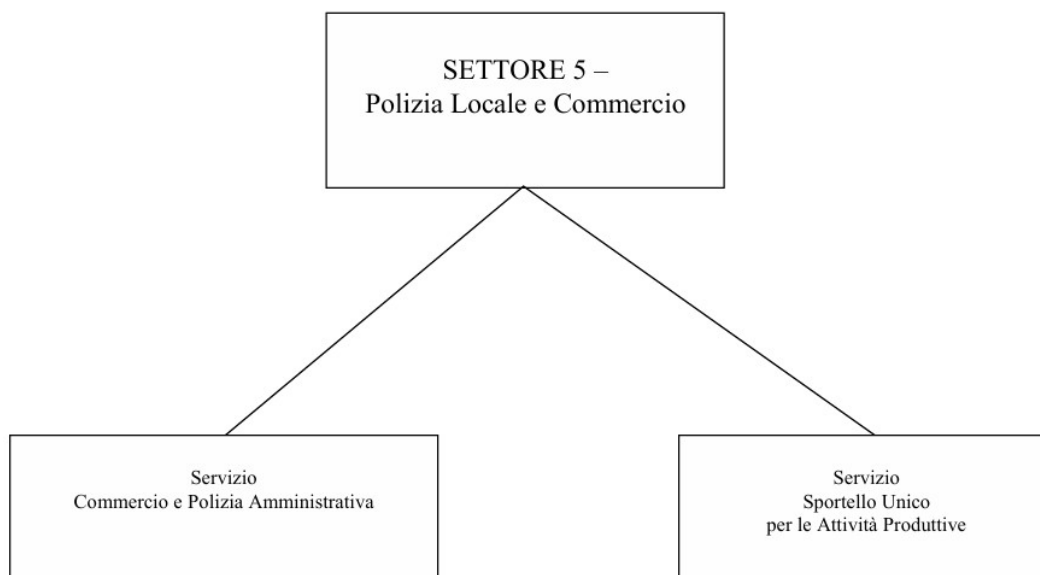 SETTORE 5 –
Polizia Locale e Commercio
Servizio
Commercio e Polizia Amministrativa
Servizio
Sportello Unico
per le Attività Produttive